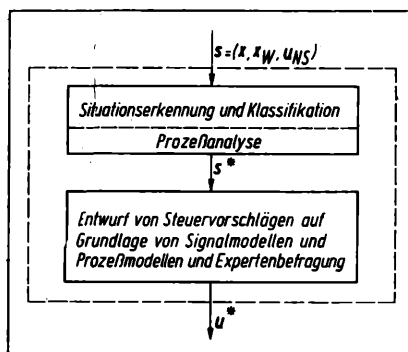 s=(x, x_W, u_NS)
Situationserkennung und Klassifikation
Prozeßanalyse
s*
Entwurf von Steuervorschlägen auf
Grundlage von Signalmodellen und
Prozeßmodellen und Expertenbefragung
u*